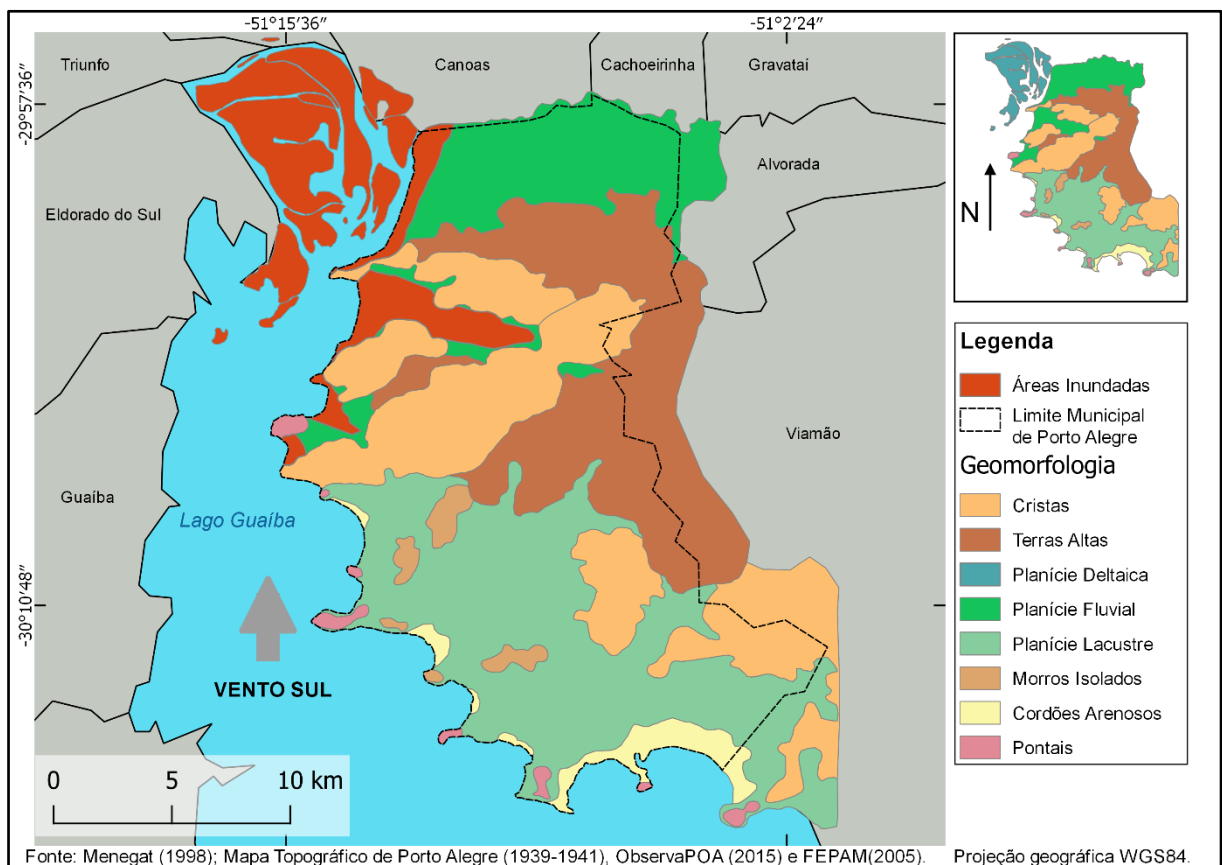 -51°15'36"
-51°2'24"
Triunfo
Canoas
Cachoeirinha
Gravataí
-29°57'36"
Alvorada
Eldorado do Sul
N
Viamão
Guaíba
Lago Guaíba
-30°10'48"
VENTO SUL
0 5 10 km
Legenda
Áreas Inundadas
Limite Municipal
de Porto Alegre
Geomorfologia
Cristas
Terras Altas
Planície Deltaica
Planície Fluvial
Planície Lacustre
Morros Isolados
Cordões Arenosos
Pontais
Fonte: Menegat (1998); Mapa Topográfico de Porto Alegre (1939-1941), ObservaPOA (2015) e FEPAM(2005).
Projeção geográfica WGS84.